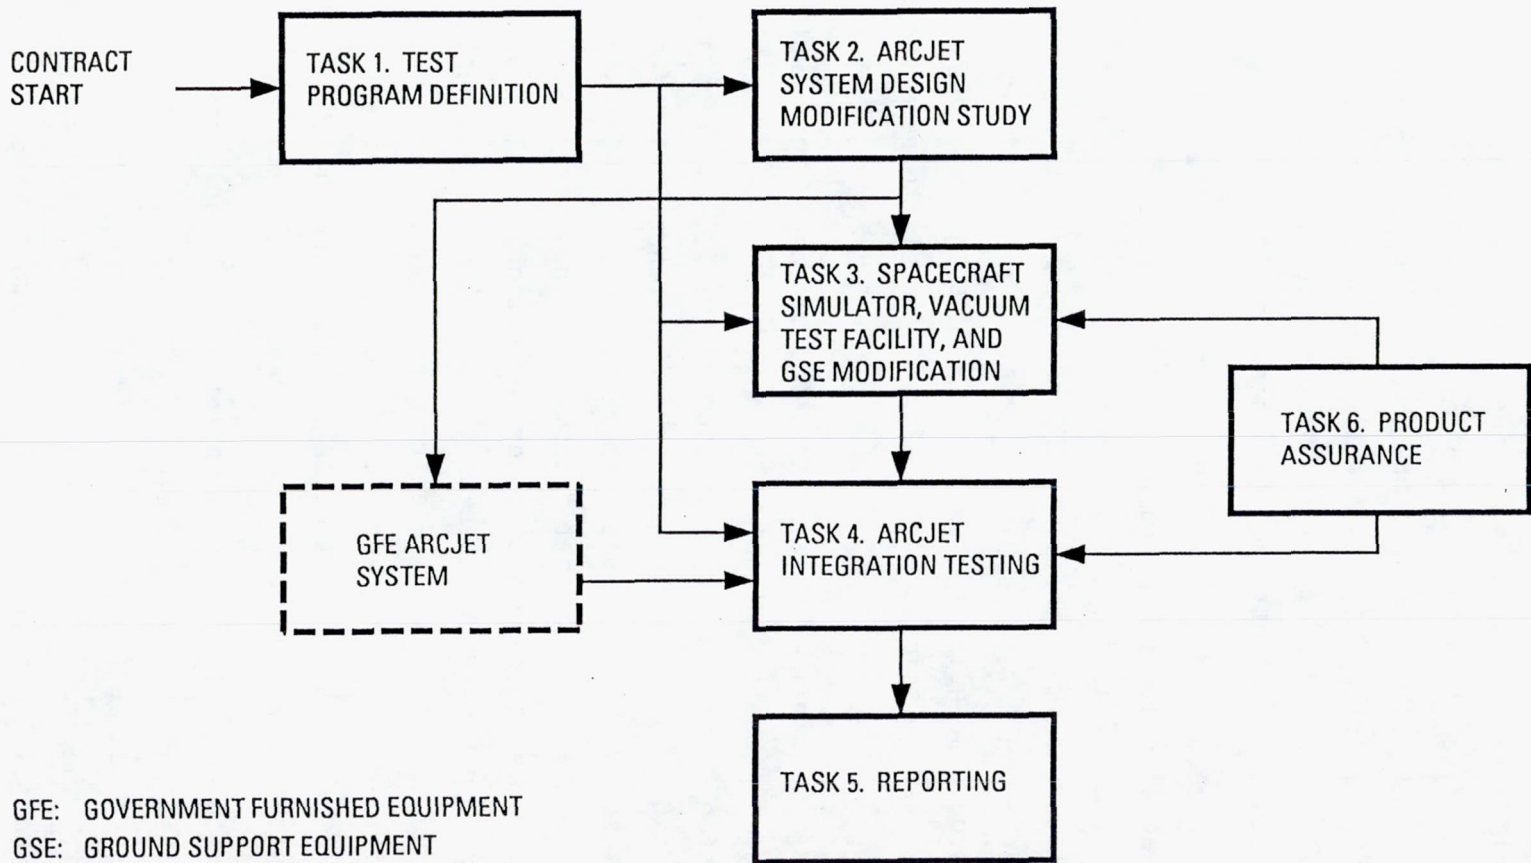 CONTRACT
START
TASK 1. TEST
PROGRAM DEFINITION
TASK 2. ARCJET
SYSTEM DESIGN
MODIFICATION STUDY
TASK 3. SPACECRAFT
SIMULATOR, VACUUM
TEST FACILITY, AND
GSE MODIFICATION
TASK 6. PRODUCT
ASSURANCE
GFE ARCJET
SYSTEM
TASK 4. ARCJET
INTEGRATION TESTING
TASK 5. REPORTING
GFE: GOVERNMENT FURNISHED EQUIPMENT
GSE: GROUND SUPPORT EQUIPMENT